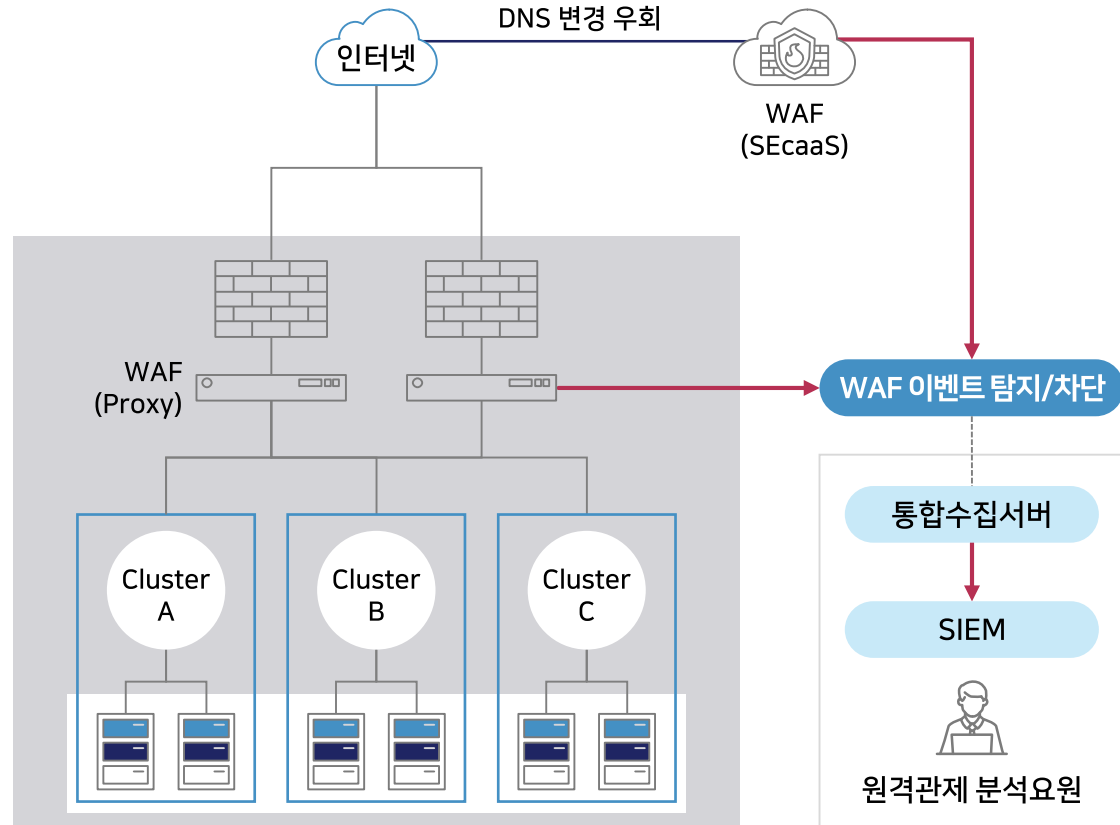 DNS 변경 우회
인터넷
WAF
(SEcaaS)
WAF
(Proxy)
WAF 이벤트 탐지/차단
통합수집서버
Cluster
A
Cluster
B
Cluster
C
SIEM
원격관제 분석요원